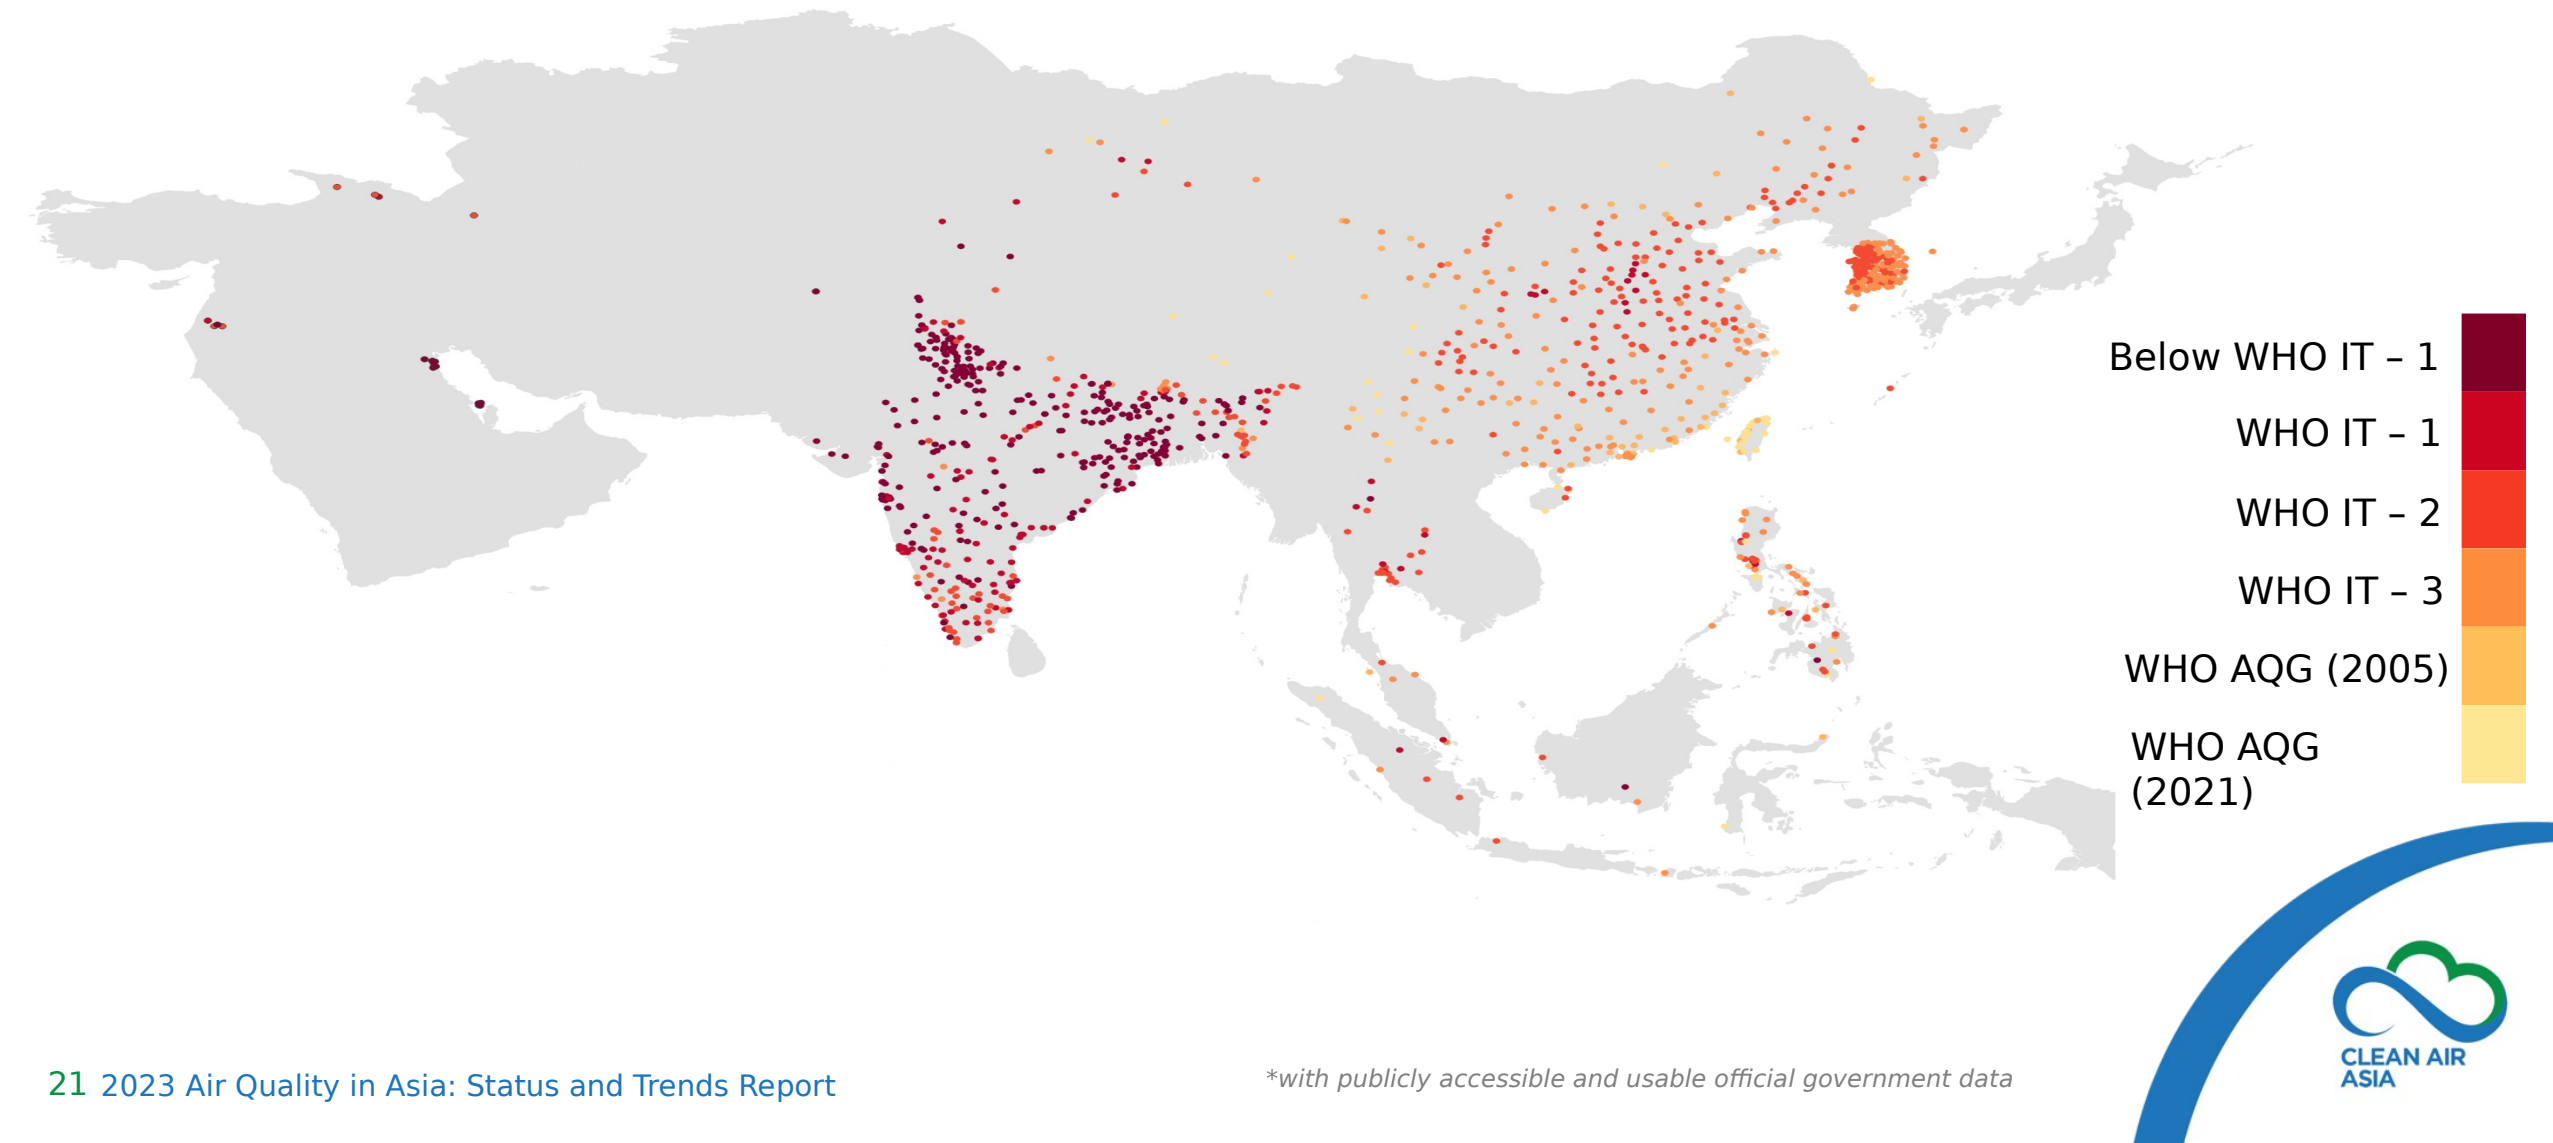 Below WHO IT – 1
WHO IT – 1
WHO IT – 2
WHO IT – 3
WHO AQG (2005)
WHO AQG
(2021)
CLEAN AIR
ASIA
21 2023 Air Quality in Asia: Status and Trends Report
*with publicly accessible and usable official government data